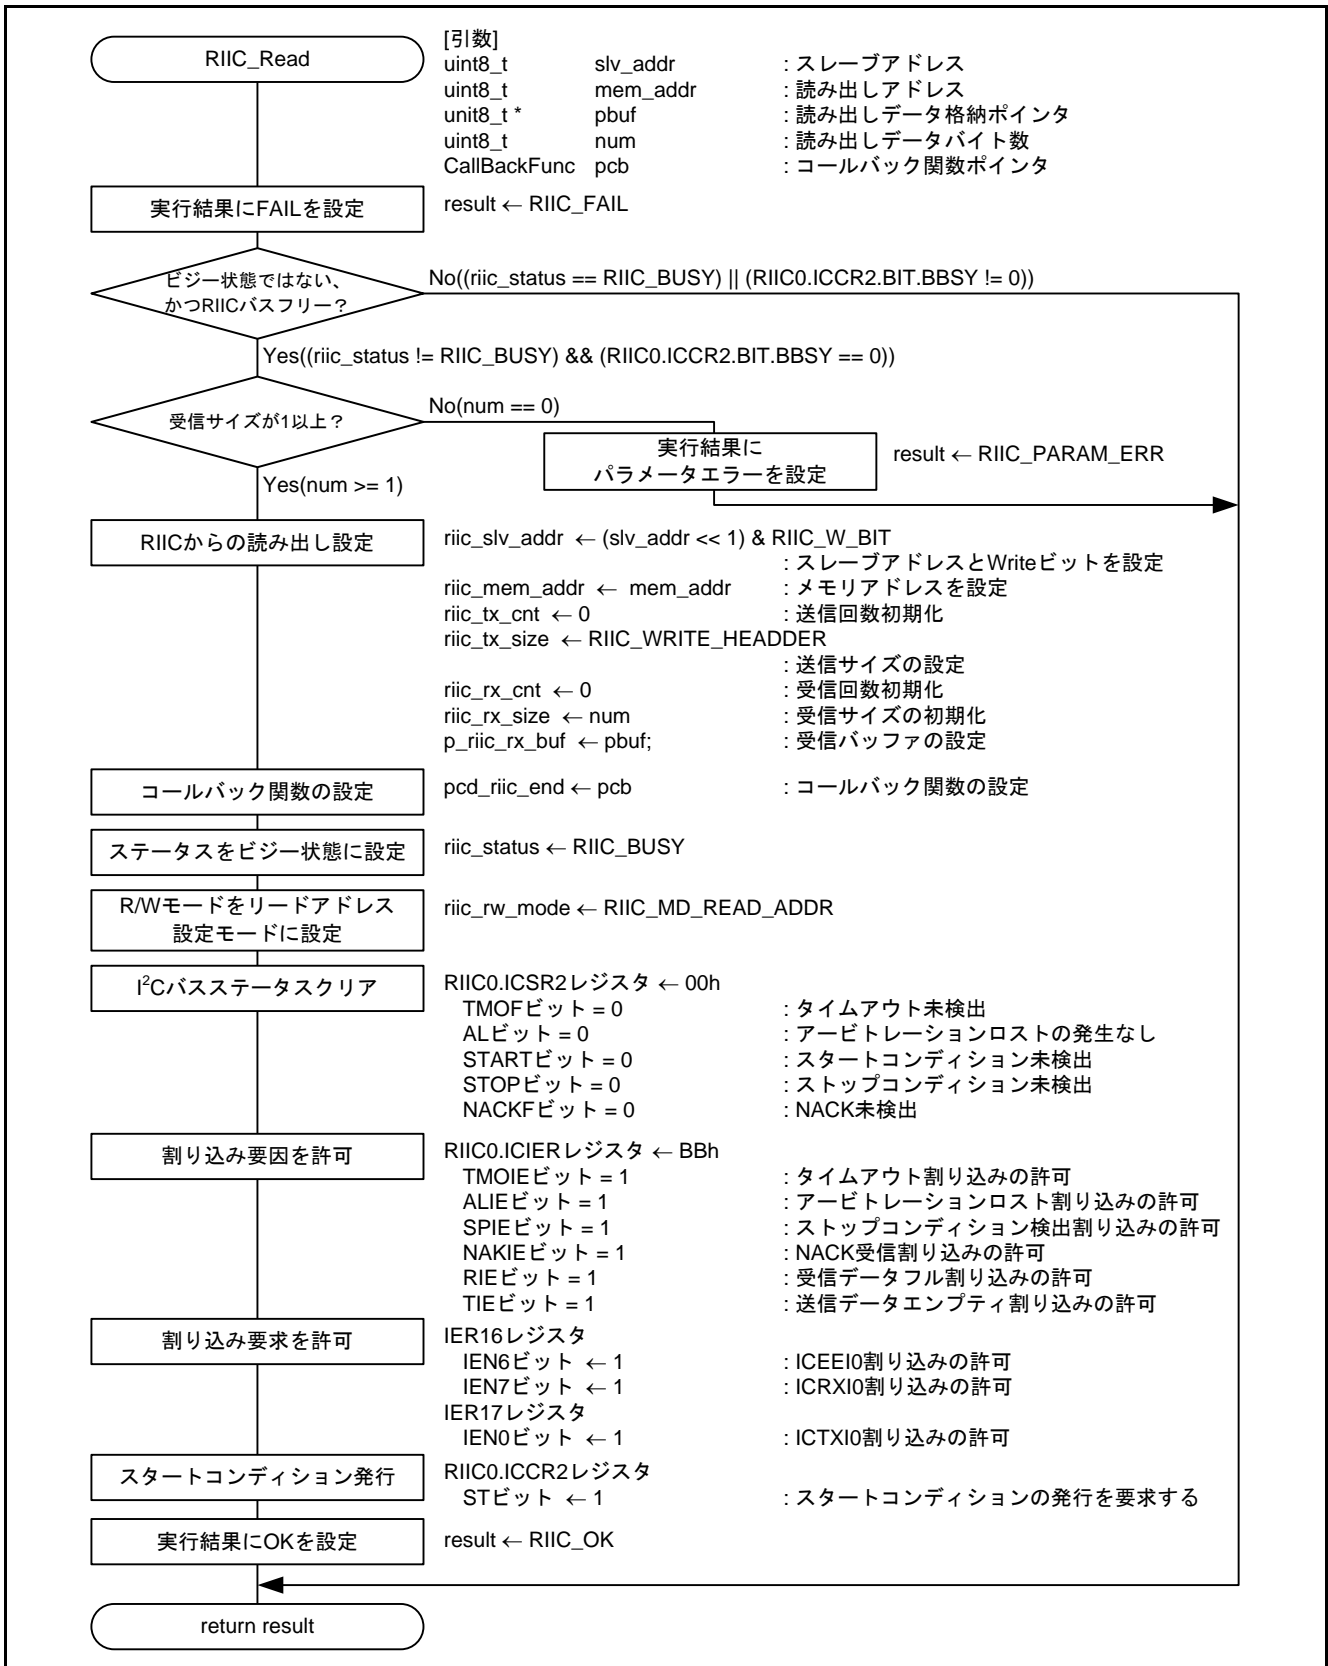 RIIC_Read
[引数]
uint8_t slv_addr : スレーブアドレス
uint8_t mem_addr : 読み出しアドレス
unit8_t * pbuf : 読み出しデータ格納ポインタ
uint8_t num : 読み出しデータバイト数
CallBackFunc pcb : コールバック関数ポインタ
実行結果にFAILを設定
result ← RIIC_FAIL
ビジー状態ではない、
かつRIICバスフリー？
No((riic_status == RIIC_BUSY) || (RIIC0.ICCR2.BIT.BBSY != 0))
Yes((riic_status != RIIC_BUSY) && (RIIC0.ICCR2.BIT.BBSY == 0))
受信サイズが1以上？
No(num == 0)
実行結果に
パラメータエラーを設定
result ← RIIC_PARAM_ERR
Yes(num >= 1)
RIICからの読み出し設定
riic_slv_addr ← (slv_addr << 1) & RIIC_W_BIT
: スレーブアドレスとWriteビットを設定
riic_mem_addr ← mem_addr : メモリアドレスを設定
riic_tx_cnt ← 0 : 送信回数初期化
riic_tx_size ← RIIC_WRITE_HEADDER
: 送信サイズの設定
riic_rx_cnt ← 0 : 受信回数初期化
riic_rx_size ← num : 受信サイズの初期化
p_riic_rx_buf ← pbuf; : 受信バッファの設定
コールバック関数の設定
pcd_riic_end ← pcb : コールバック関数の設定
ステータスをビジー状態に設定
riic_status ← RIIC_BUSY
R/Wモードをリードアドレス
設定モードに設定
riic_rw_mode ← RIIC_MD_READ_ADDR
I²Cバスステータスクリア
RIIC0.ICSR2レジスタ ← 00h
TMOFビット = 0 : タイムアウト未検出
ALビット = 0 : アービトレーションロストの発生なし
STARTビット = 0 : スタートコンディション未検出
STOPビット = 0 : ストップコンディション未検出
NACKFビット = 0 : NACK未検出
割り込み要因を許可
RIIC0.ICIERレジスタ ← BBh
TMOIEビット = 1 : タイムアウト割り込みの許可
ALIEビット = 1 : アービトレーションロスト割り込みの許可
SPIEビット = 1 : ストップコンディション検出割り込みの許可
NAKIEビット = 1 : NACK受信割り込みの許可
RIEビット = 1 : 受信データフル割り込みの許可
TIEビット = 1 : 送信データエンプティ割り込みの許可
割り込み要求を許可
IER16レジスタ
IEN6ビット ← 1 : ICEEI0割り込みの許可
IEN7ビット ← 1 : ICRXI0割り込みの許可
IER17レジスタ
IEN0ビット ← 1 : ICTXI0割り込みの許可
スタートコンディション発行
RIIC0.ICCR2レジスタ
STビット ← 1 : スタートコンディションの発行を要求する
実行結果にOKを設定
result ← RIIC_OK
return result